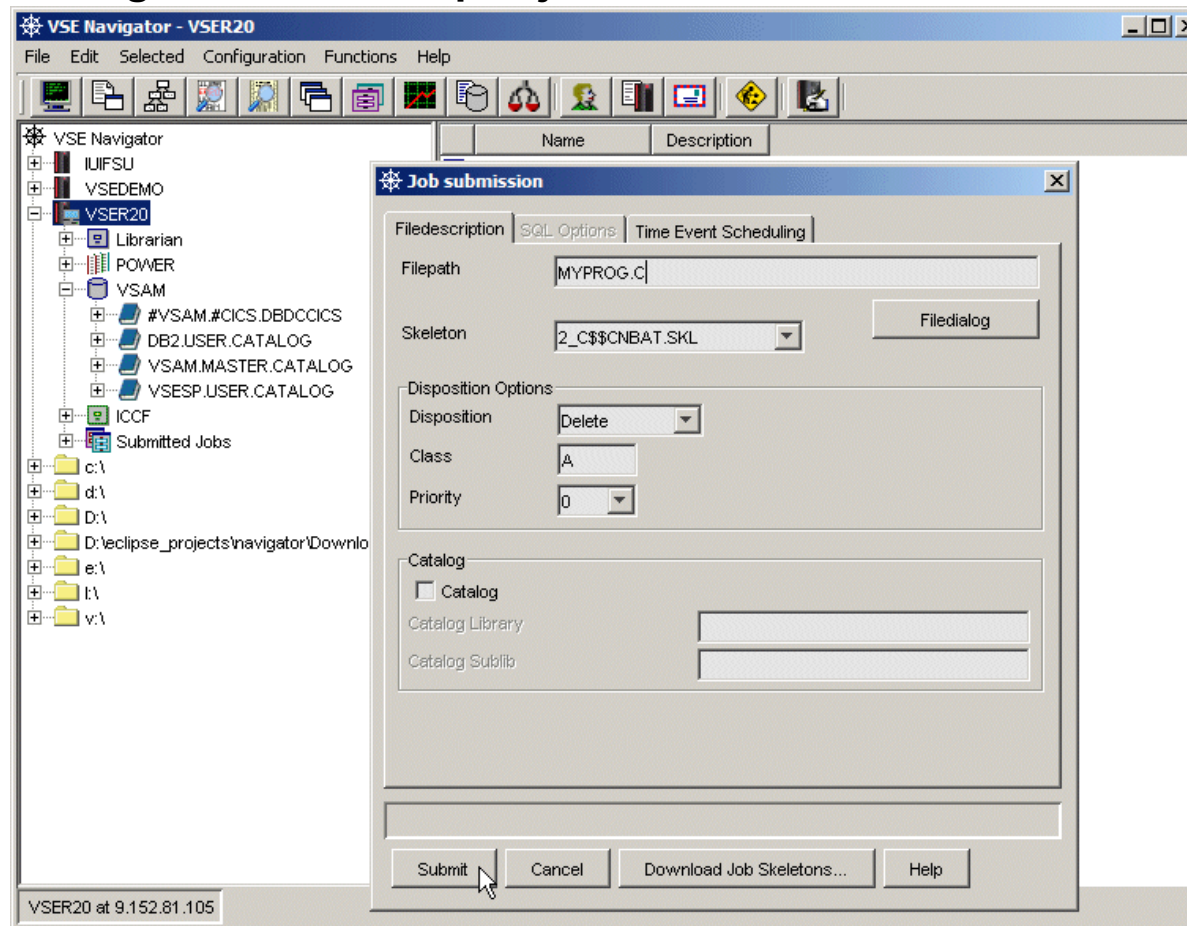 VSE Navigator - VSER20
File Edit Selected Configuration Functions Help
VSE Navigator
IUIFSU
VSEDEMO
VSER20
Librarian
POWER
VSAM
#VSAM.#CICS.DBDCCICS
DB2.USER.CATALOG
VSAM.MASTER.CATALOG
VSESP.USER.CATALOG
ICCF
Submitted Jobs
c:\
d:\
D:\
D:\eclipse_projects\navigator\Downlo
e:\
l:\
v:\
Name Description
Job submission
Filedescription SQL Options Time Event Scheduling
Filepath MYPROG.C
Filedialog
Skeleton 2_C$$CNBAT.SKL
Disposition Options
Disposition Delete
Class A
Priority 0
Catalog
Catalog
Catalog Library
Catalog Sublib
Submit Cancel Download Job Skeletons... Help
VSER20 at 9.152.81.105